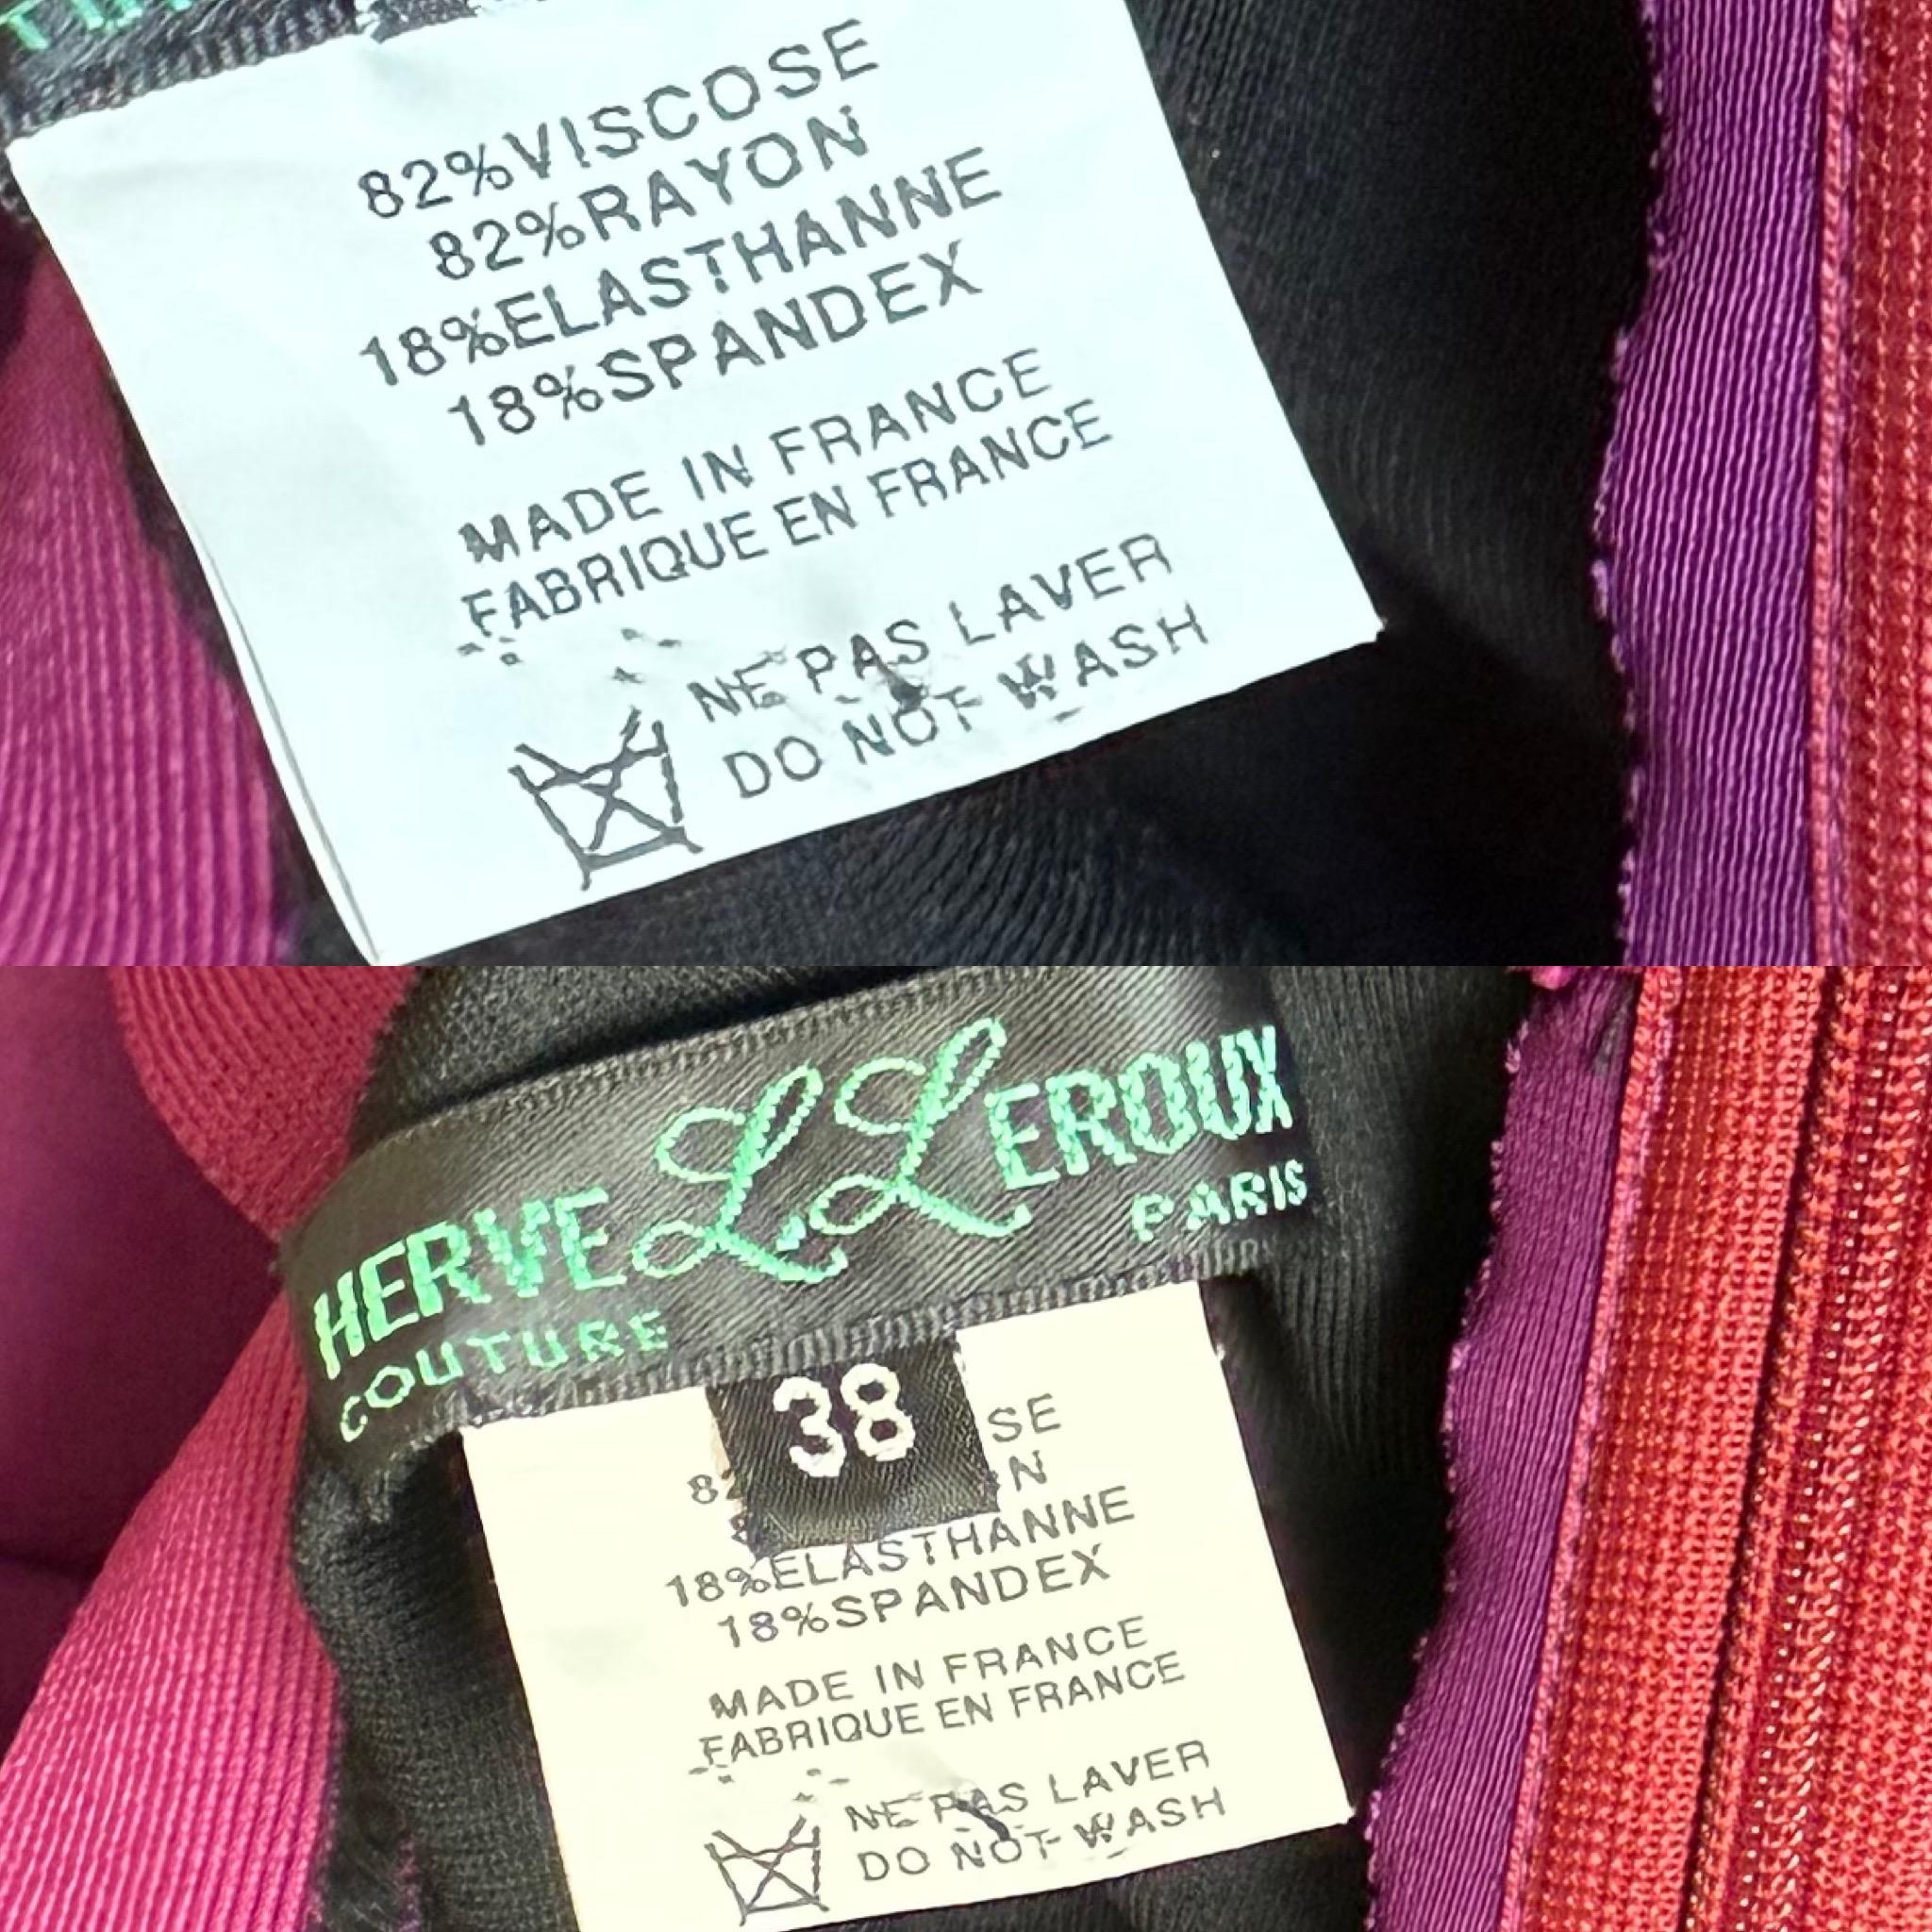 82%VISCOSE
82%RAYON
18%ELASTHANNE
18%SPANDEX
MADE IN FRANCE
FABRIQUE EN FRANCE
NE PAS LAVER
DO NOT WASH
HERVE L. LEROUX
COUTURE PARIS
38
SE
82 N
18%ELASTHANNE
18%SPANDEX
MADE IN FRANCE
FABRIQUE EN FRANCE
NE PAS LAVER
DO NOT WASH